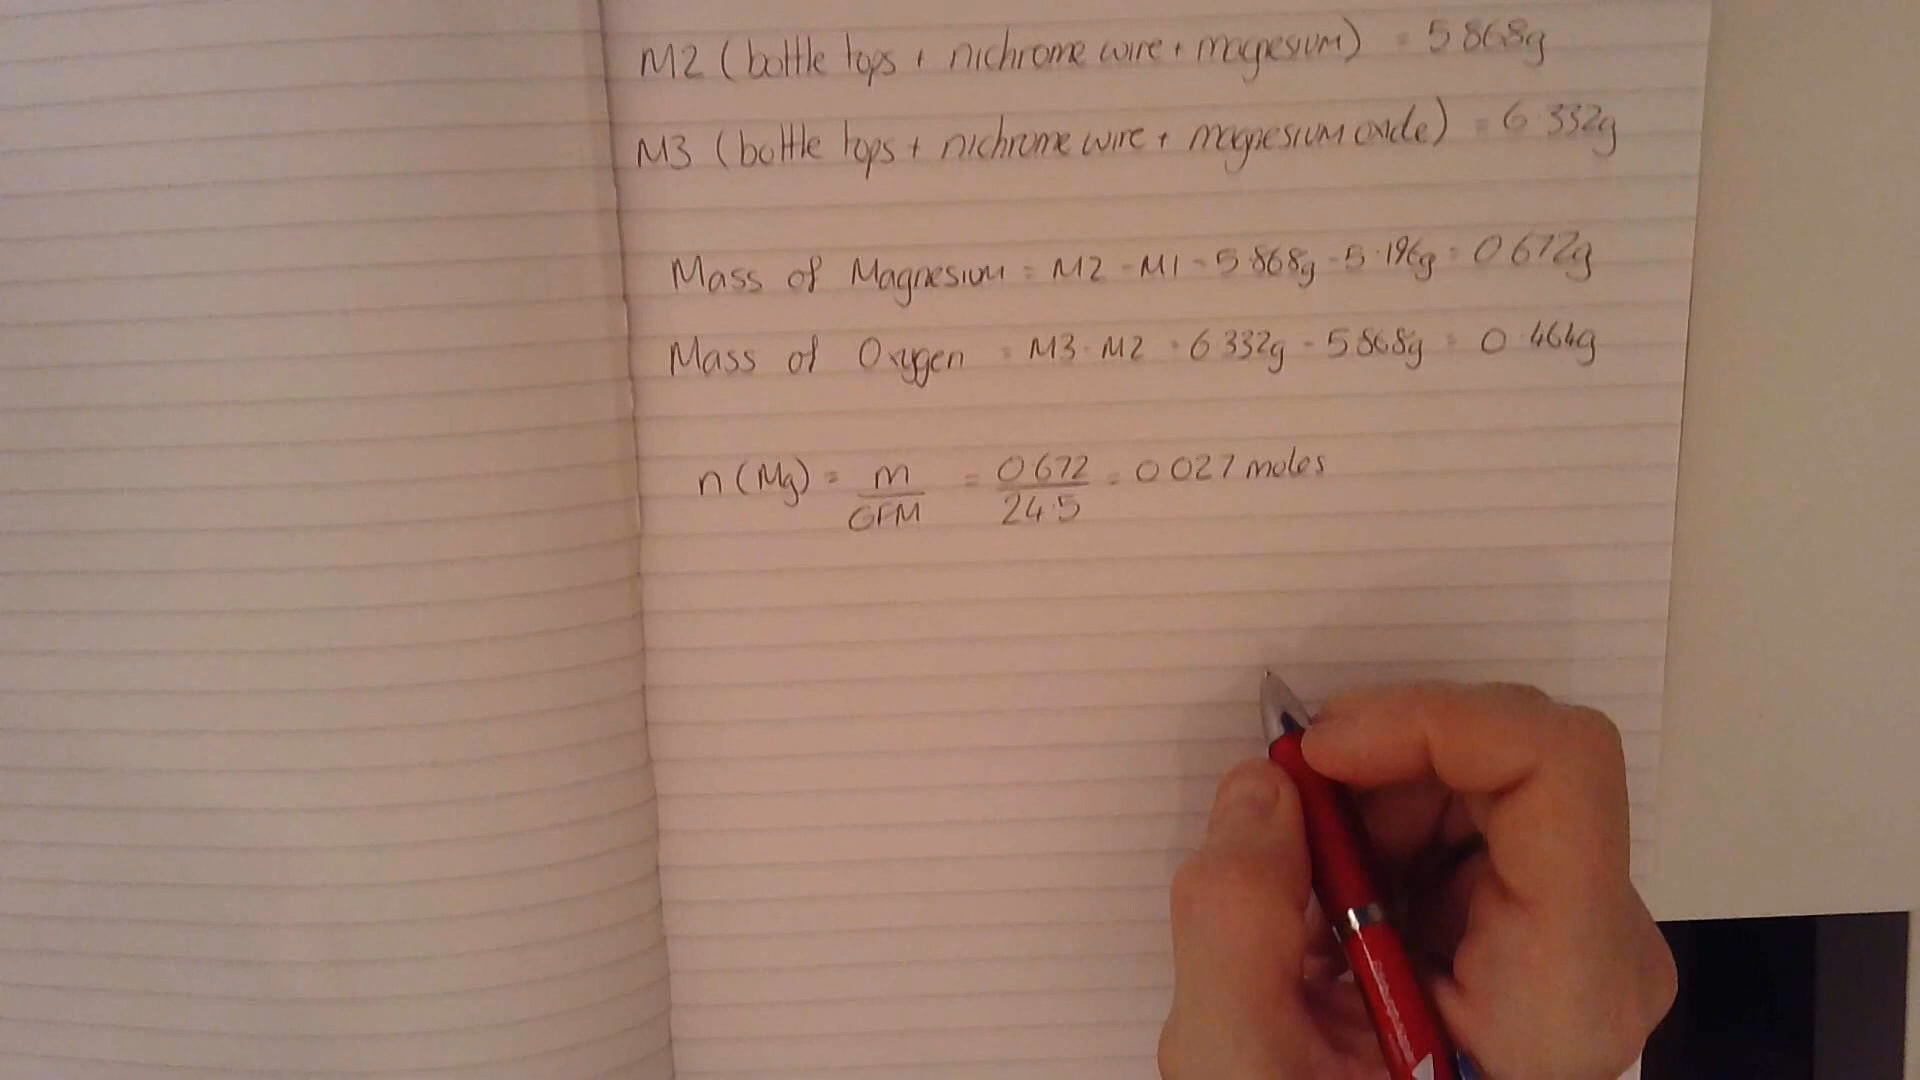 M2 (bottle tops + nichrome wire + magnesium) = 5.868g
M3 (bottle tops + nichrome wire + magnesium oxide) = 6.332g
Mass of Magnesium = M2 - M1 = 5.868g - 5.196g = 0.672g
Mass of Oxygen = M3 - M2 = 6.332g - 5.868g = 0.464g
n (Mg) = m/GFM = 0.672/24.5 = 0.027 moles